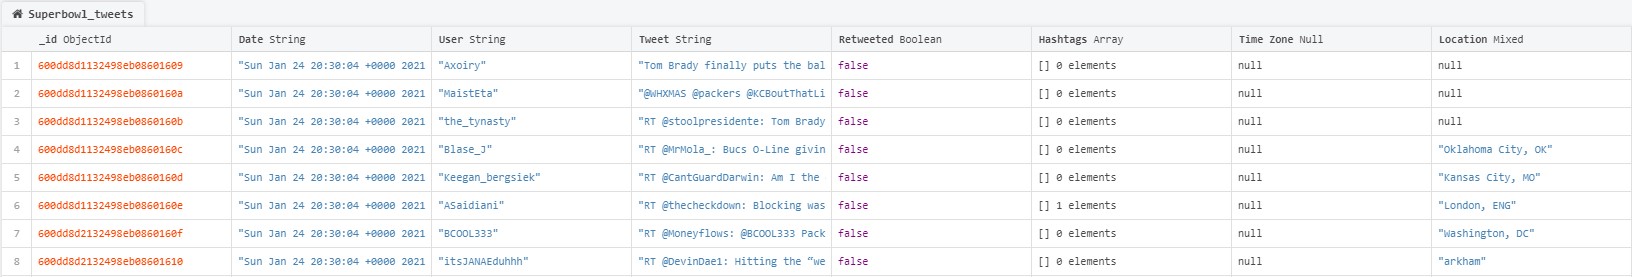 Superbowl_tweets
_id ObjectId Date String User String Tweet String Retweeted Boolean Hashtags Array Time Zone Null Location Mixed
1 600dd8d1132498eb08601609 "Sun Jan 24 20:30:04 +0000 2021 "Axoiry" "Tom Brady finally puts the bal false [] 0 elements null null
2 600dd8d1132498eb0860160a "Sun Jan 24 20:30:04 +0000 2021 "MaistEta" "@WHXMAS @packers @KCBoutThatLi false [] 0 elements null null
3 600dd8d1132498eb0860160b "Sun Jan 24 20:30:04 +0000 2021 "the_tynasty" "RT @stoolpresidente: Tom Brady false [] 0 elements null null
4 600dd8d1132498eb0860160c "Sun Jan 24 20:30:04 +0000 2021 "Blase_J" "RT @MrMola_: Bucs O-Line givin false [] 0 elements null "Oklahoma City, OK"
5 600dd8d1132498eb0860160d "Sun Jan 24 20:30:04 +0000 2021 "Keegan_bergsiek" "RT @CantGuardDarwin: Am I the false [] 0 elements null "Kansas City, MO"
6 600dd8d1132498eb0860160e "Sun Jan 24 20:30:04 +0000 2021 "ASaidiani" "RT @thecheckdown: Blocking was false [] 1 elements null "London, ENG"
7 600dd8d2132498eb0860160f "Sun Jan 24 20:30:04 +0000 2021 "BCOOL333" "RT @Moneyflows: @BCOOL333 Pack false [] 0 elements null "Washington, DC"
8 600dd8d2132498eb08601610 "Sun Jan 24 20:30:04 +0000 2021 "itsJANAEduhhh" "RT @DevinDae1: Hitting the “we false [] 0 elements null "arkham"